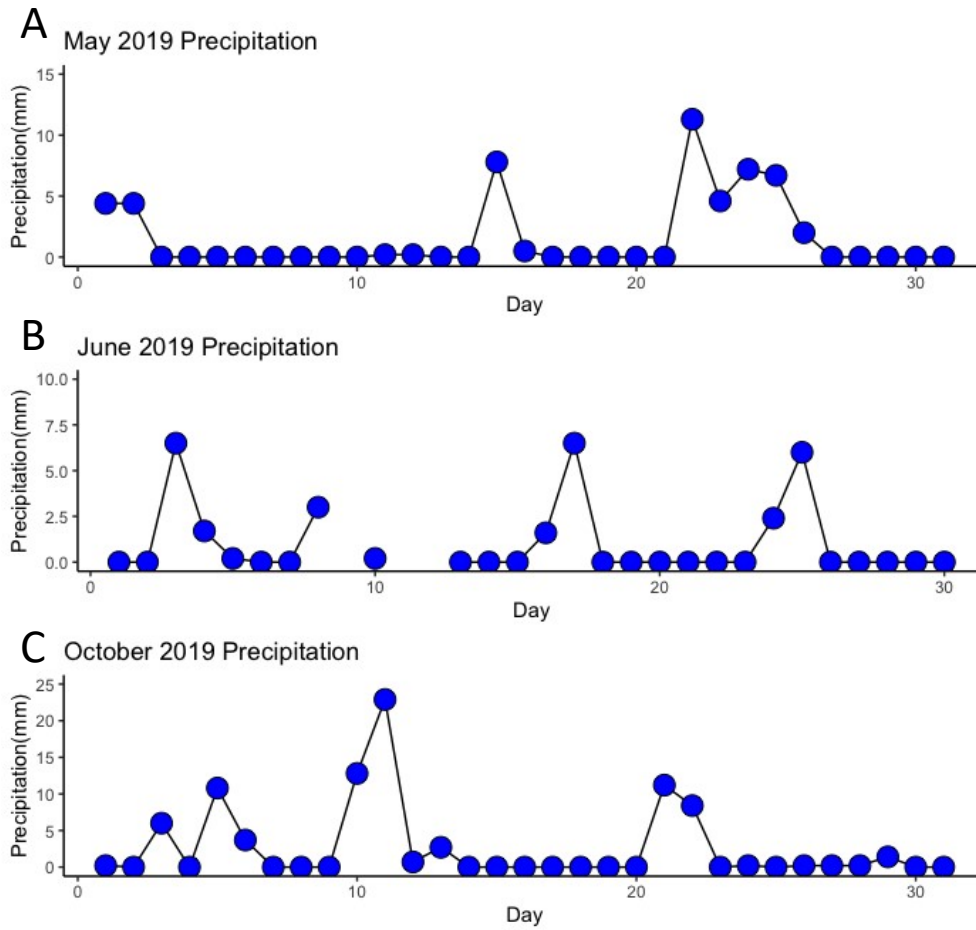 A
May 2019 Precipitation
15
10
5
0
Precipitation(mm)
0 10 20 30
Day
B
June 2019 Precipitation
10.0
7.5
5.0
2.5
0.0
Precipitation(mm)
0 10 20 30
Day
C
October 2019 Precipitation
25
20
15
10
5
0
Precipitation(mm)
0 10 20 30
Day